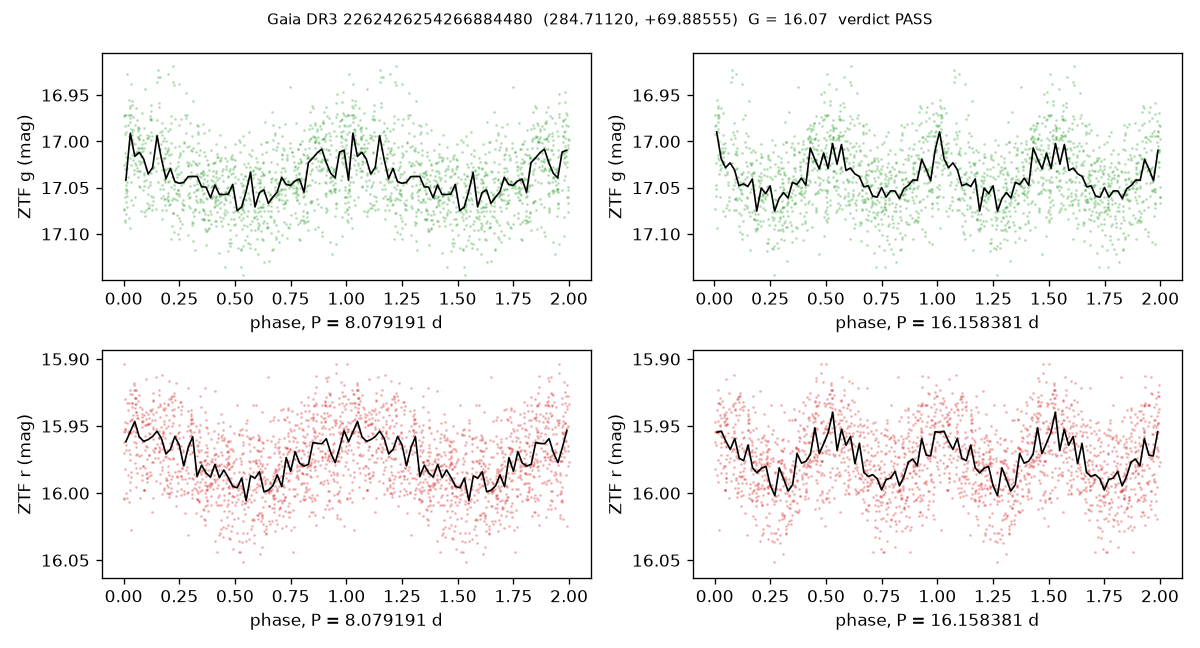 Gaia DR3 2262426254266884480  (284.71120, +69.88555)  G = 16.07  verdict PASS
ZTF g (mag)
16.95
17.00
17.05
17.10
0.00 0.25 0.50 0.75 1.00 1.25 1.50 1.75 2.00
phase, P = 8.079191 d
ZTF g (mag)
16.95
17.00
17.05
17.10
0.00 0.25 0.50 0.75 1.00 1.25 1.50 1.75 2.00
phase, P = 16.158381 d
ZTF r (mag)
15.90
15.95
16.00
16.05
0.00 0.25 0.50 0.75 1.00 1.25 1.50 1.75 2.00
phase, P = 8.079191 d
ZTF r (mag)
15.90
15.95
16.00
16.05
0.00 0.25 0.50 0.75 1.00 1.25 1.50 1.75 2.00
phase, P = 16.158381 d